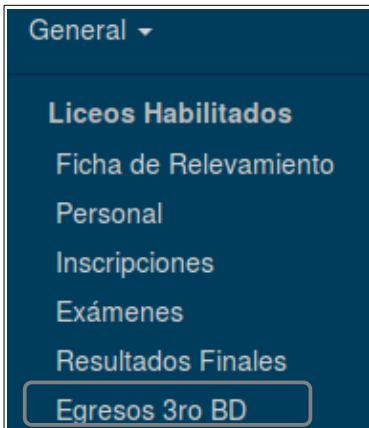 General
Liceos Habilitados
Ficha de Relevamiento
Personal
Inscripciones
Exámenes
Resultados Finales
Egresos 3ro BD